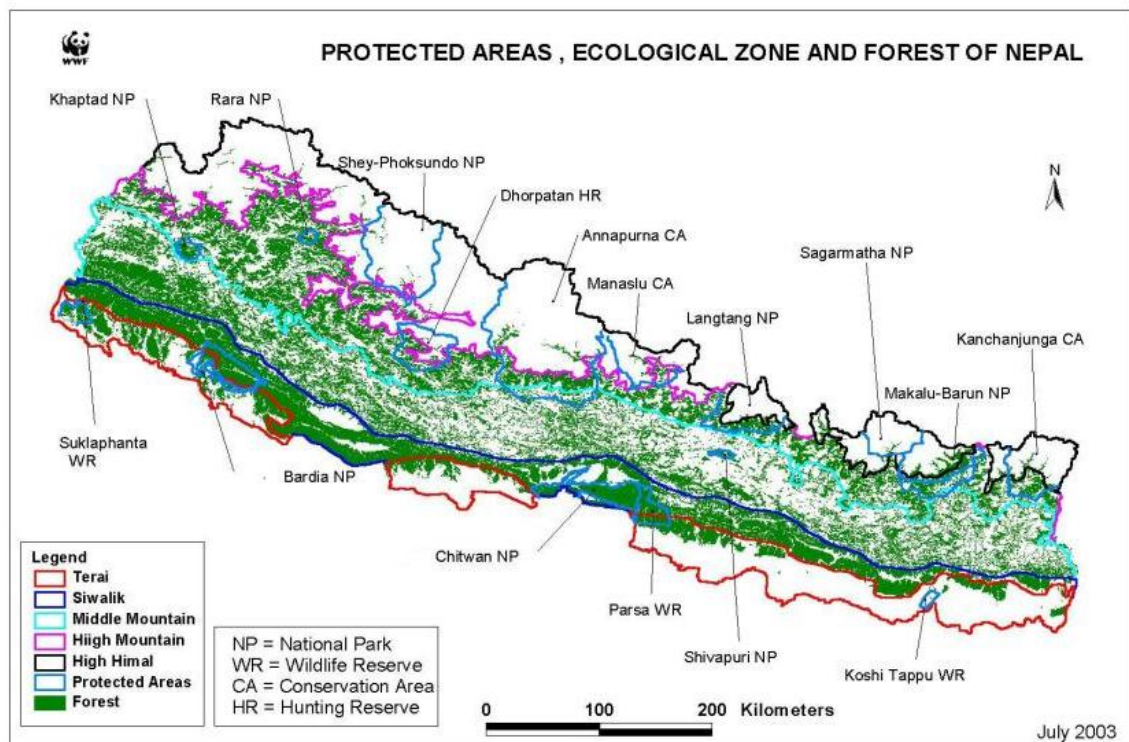 WWF
PROTECTED AREAS , ECOLOGICAL ZONE AND FOREST OF NEPAL
Khaptad NP
Rara NP
Shey-Phoksundo NP
Dhorpatan HR
Annapurna CA
Manaslu CA
Langtang NP
Sagarmatha NP
Kanchanjunga CA
Makalu-Barun NP
N
Suklaphanta
WR
Bardia NP
Chitwan NP
Parsa WR
Shivapuri NP
Koshi Tappu WR
Legend
Terai
Siwalik
Middle Mountain
Hiigh Mountain
High Himal
Protected Areas
Forest
NP = National Park
WR = Wildlife Reserve
CA = Conservation Area
HR = Hunting Reserve
0 100 200 Kilometers
July 2003